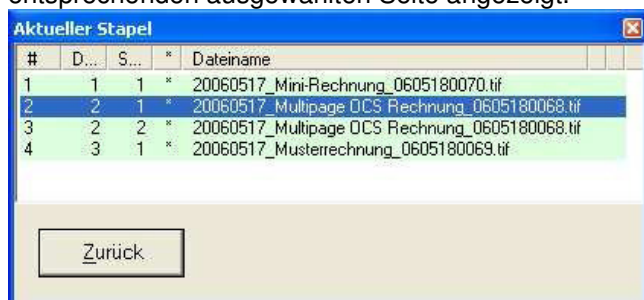 entsprechenden ausgewählten Seite angezeigt.
Aktueller Stapel
# D... S... * Dateiname
1 1 1 * 20060517_Mini-Rechnung_0605180070.tif
2 2 1 * 20060517_Multipage OCS Rechnung_0605180068.tif
3 2 2 * 20060517_Multipage OCS Rechnung_0605180068.tif
4 3 1 * 20060517_Musterrechnung_0605180069.tif
Zurück